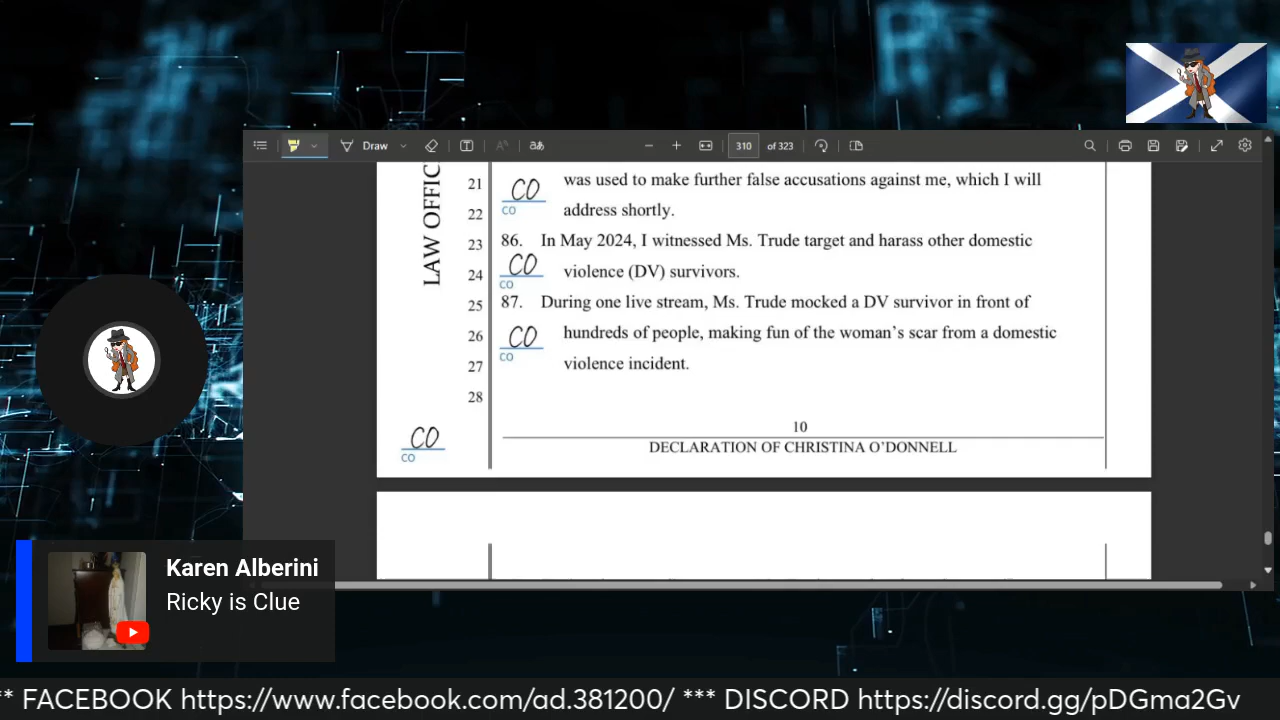 Draw
310 of 323
LAW OFFIC
21
was used to make further false accusations against me, which I will
CO
CO
22
address shortly.
23
86. In May 2024, I witnessed Ms. Trude target and harass other domestic
CO
CO
24
violence (DV) survivors.
25
87. During one live stream, Ms. Trude mocked a DV survivor in front of
26
CO
CO
hundreds of people, making fun of the woman's scar from a domestic
27
violence incident.
28
10
CO
CO
DECLARATION OF CHRISTINA O'DONNELL
Karen Alberini
Ricky is Clue
** FACEBOOK https://www.facebook.com/ad.381200/ *** DISCORD https://discord.gg/pDGma2Gv